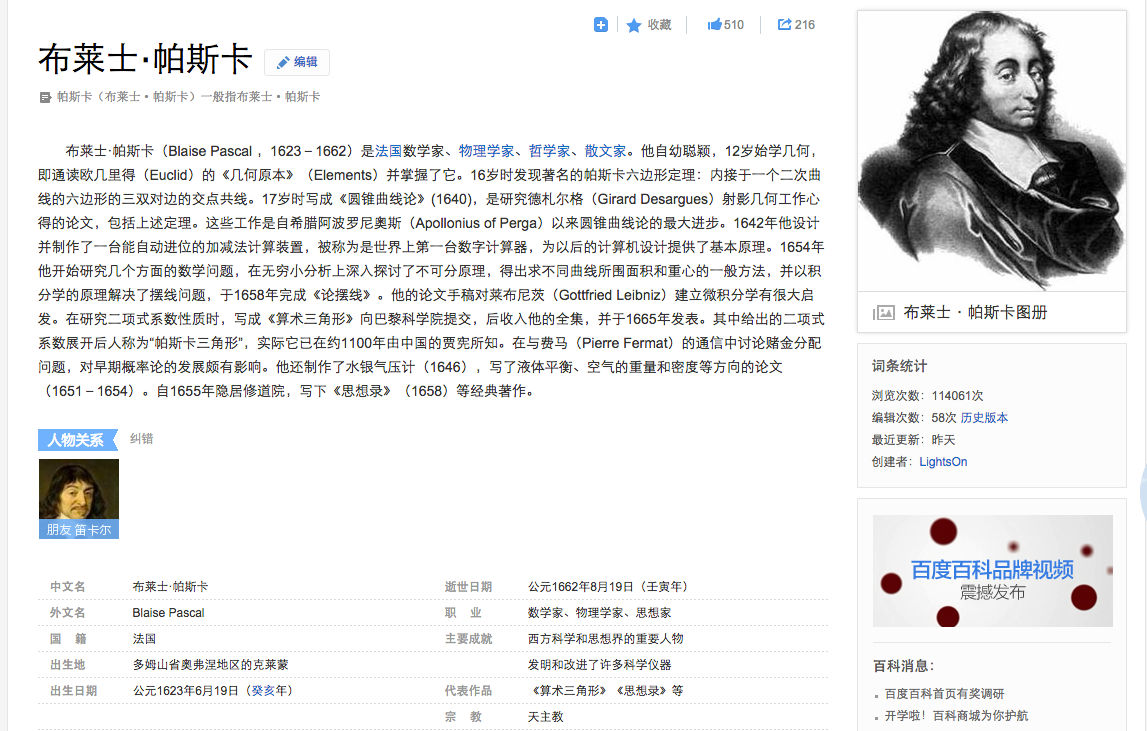 收藏
510
216
布莱士·帕斯卡
编辑
帕斯卡（布莱士·帕斯卡）一般指布莱士·帕斯卡
布莱士·帕斯卡（Blaise Pascal ，1623 – 1662）是法国数学家、物理学家、哲学家、散文家。他自幼聪颖，12岁始学几何，
即通读欧几里得（Euclid）的《几何原本》（Elements）并掌握了它。16岁时发现著名的帕斯卡六边形定理：内接于一个二次曲
线的六边形的三双对边的交点共线。17岁时写成《圆锥曲线论》(1640)，是研究德札尔格（Girard Desargues）射影几何工作心
得的论文，包括上述定理。这些工作是自希腊阿波罗尼奥斯（Apollonius of Perga）以来圆锥曲线论的最大进步。1642年他设计
并制作了一台能自动进位的加减法计算装置，被称为是世界上第一台数字计算器，为以后的计算机设计提供了基本原理。1654年
他开始研究几个方面的数学问题，在无穷小分析上深入探讨了不可分原理，得出求不同曲线所围面积和重心的一般方法，并以积
分学的原理解决了摆线问题，于1658年完成《论摆线》。他的论文手稿对莱布尼茨（Gottfried Leibniz）建立微积分学有很大启
发。在研究二项式系数性质时，写成《算术三角形》向巴黎科学院提交，后收入他的全集，并于1665年发表。其中给出的二项式
系数展开后人称为“帕斯卡三角形”，实际它已在约1100年由中国的贾宪所知。在与费马（Pierre Fermat）的通信中讨论赌金分配
问题，对早期概率论的发展颇有影响。他还制作了水银气压计（1646），写了液体平衡、空气的重量和密度等方向的论文
（1651 – 1654）。自1655年隐居修道院，写下《思想录》（1658）等经典著作。
人物关系
纠错
朋友 笛卡尔
中文名 布莱士·帕斯卡
外文名 Blaise Pascal
国 籍 法国
出生地 多姆山省奥弗涅地区的克莱蒙
出生日期 公元1623年6月19日（癸亥年）
逝世日期 公元1662年8月19日（壬寅年）
职 业 数学家、物理学家、思想家
主要成就 西方科学和思想界的重要人物
发明和改进了许多科学仪器
代表作品 《算术三角形》《思想录》等
宗 教 天主教
布莱士·帕斯卡图册
词条统计
浏览次数：114061次
编辑次数：58次 历史版本
最近更新：昨天
创建者：LightsOn
百度百科品牌视频
震撼发布
百科消息：
百度百科首页有奖调研
开学啦！百科商城为你护航